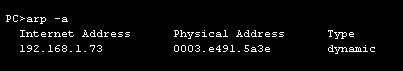 PC>arp -a
Internet Address Physical Address Type
192.168.1.73 0003.e491.5a3e dynamic